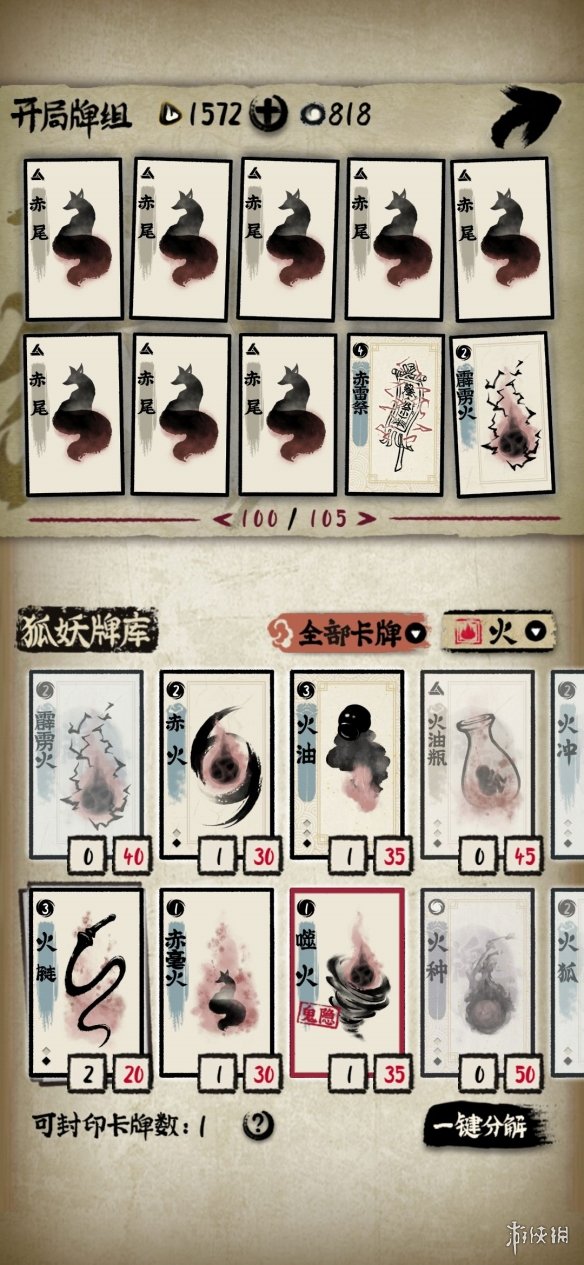 开局牌组 1572 818
赤尾 赤尾 赤尾 赤尾 赤尾
赤尾 赤尾 赤尾 4 赤雷祭 2 霹雳火
< 100 / 105 >
狐妖牌库 全部卡牌 火
2 霹雳火 2 赤火 3 火油 火油瓶 2 火冲
0 40 1 30 1 35 0 45
3 火链 1 赤毫火 1 噬火 火种 2 火狐
鬼隐
2 20 1 30 1 35 0 50
可封印卡牌数:1 ? 一键分解
游侠网